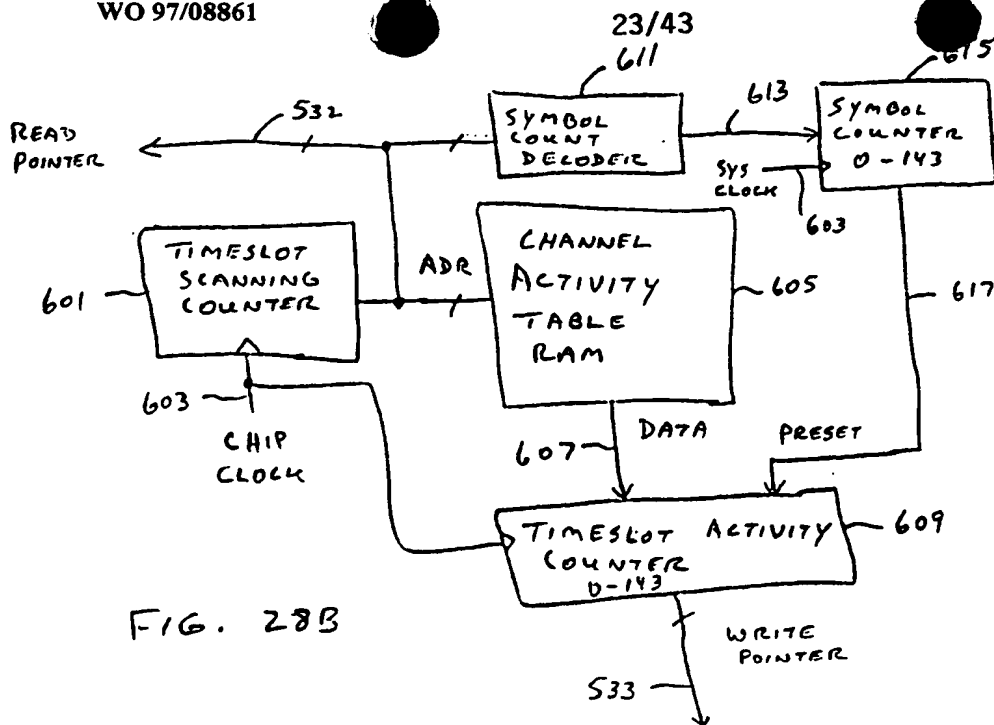 WO 97/08861
23/43
611
615
532
613
READ
POINTER
SYMBOL
COUNT
DECODER
SYMBOL
COUNTER
0-143
SYS
CLOCK
603
TIMESLOT
SCANNING
COUNTER
ADR
CHANNEL
ACTIVITY
TABLE
RAM
601
605
617
603
CHIP
CLOCK
607
DATA
PRESET
TIMESLOT ACTIVITY
COUNTER
0-143
609
FIG. 28B
WRITE
POINTER
533